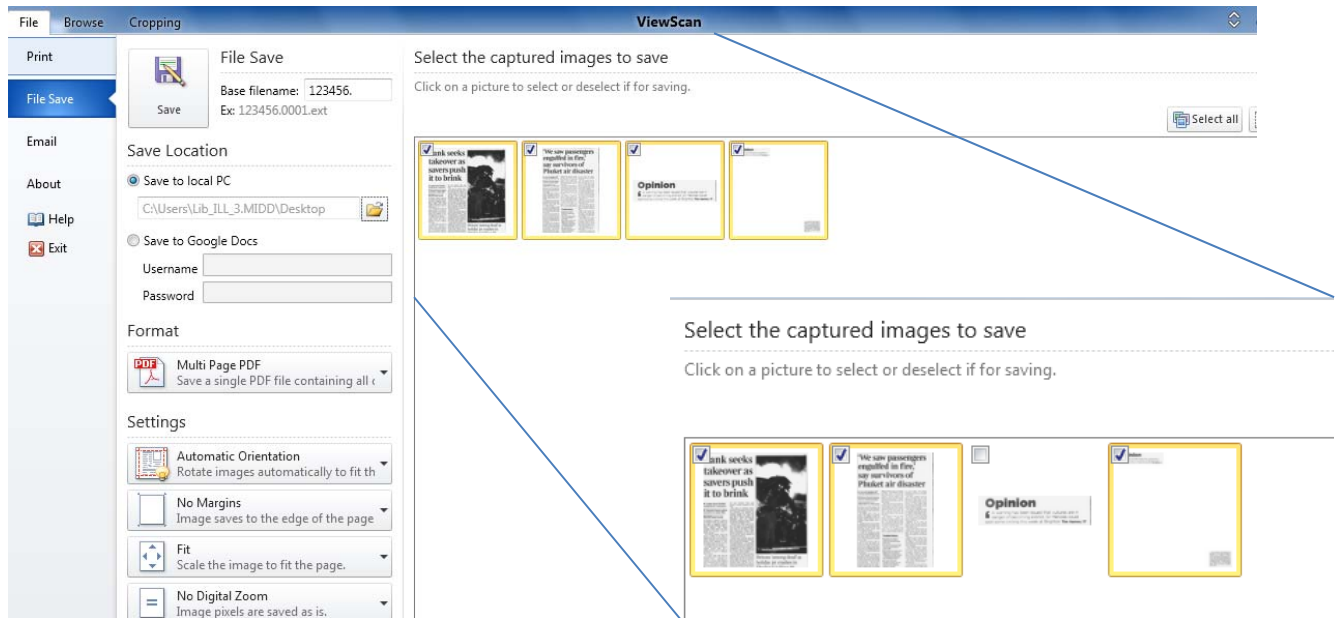 File Browse Cropping ViewScan
Print
File Save
Email
About
Help
Exit
Save
File Save
Base filename: 123456.
Ex: 123456.0001.ext
Save Location
Save to local PC
C:\Users\Lib_ILL_3.MIDD\Desktop
Save to Google Docs
Username
Password
Format
Multi Page PDF
Save a single PDF file containing all
Settings
Automatic Orientation
Rotate images automatically to fit th
No Margins
Image saves to the edge of the page
Fit
Scale the image to fit the page.
No Digital Zoom
Image pixels are saved as is.
Select the captured images to save
Click on a picture to select or deselect if for saving.
Select all
ank seeks
takeover as
savers push
it to brink
'We saw passengers
engulfed in fire,'
say survivors of
Phuket air disaster
Opinion
Select the captured images to save
Click on a picture to select or deselect if for saving.
ank seeks
takeover as
savers push
it to brink
'We saw passengers
engulfed in fire,'
say survivors of
Phuket air disaster
Opinion